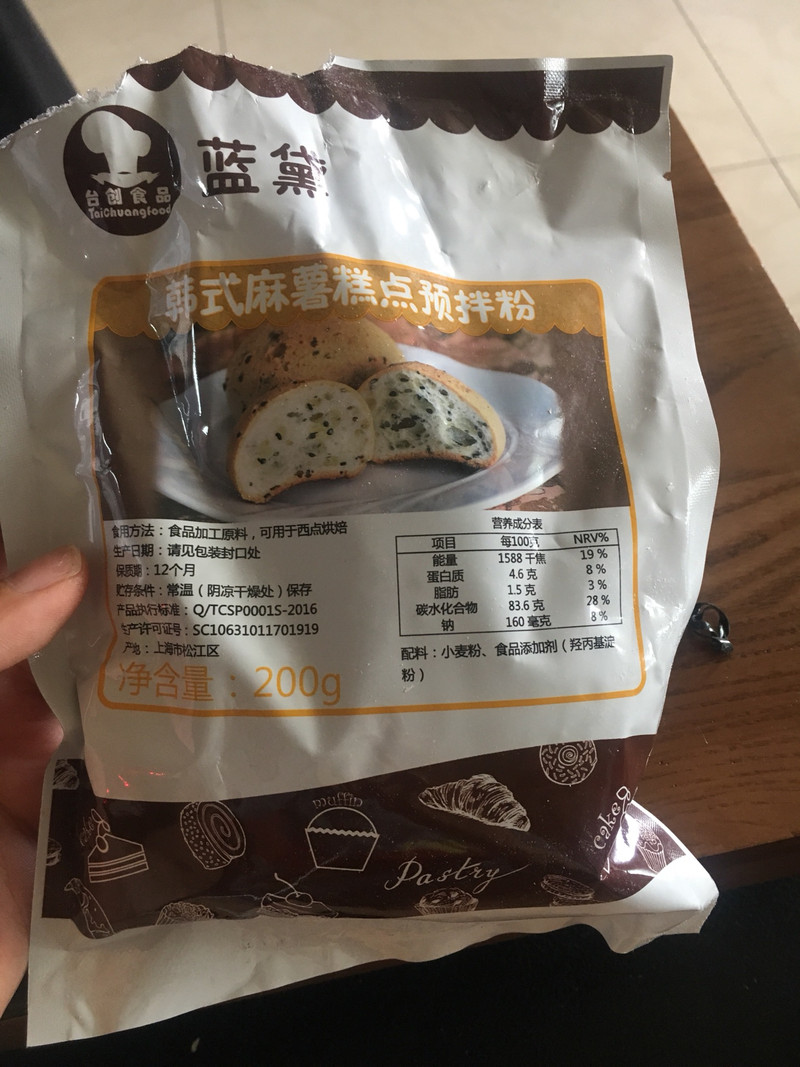 台创食品
TaiChuangfood
蓝黛
韩式麻薯糕点预拌粉
食用方法：食品加工原料，可用于西点烘焙
生产日期：请见包装封口处
保质期：12个月
贮存条件：常温（阴凉干燥处）保存
产品执行标准：Q/TCSP0001S-2016
生产许可证号：SC10631011701919
产地：上海市松江区
净含量：200g
营养成分表
项目 每100克 NRV%
能量 1588 千焦 19 %
蛋白质 4.6 克 8 %
脂肪 1.5 克 3 %
碳水化合物 83.6 克 28 %
钠 160 毫克 8 %
配料：小麦粉、食品添加剂（羟丙基淀
粉）
muffin
Pastry
cake